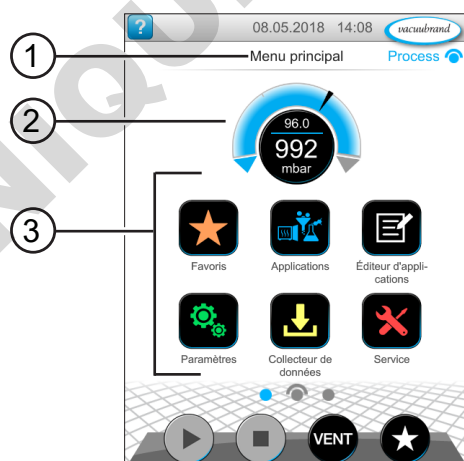 ? 08.05.2018 14:08 vacuubrand
1 Menu principal Process
2
96.0
992
mbar
3
Favoris Applications Éditeur d'appli-
cations
Paramètres Collecteur de Service
données
VENT
NIQU